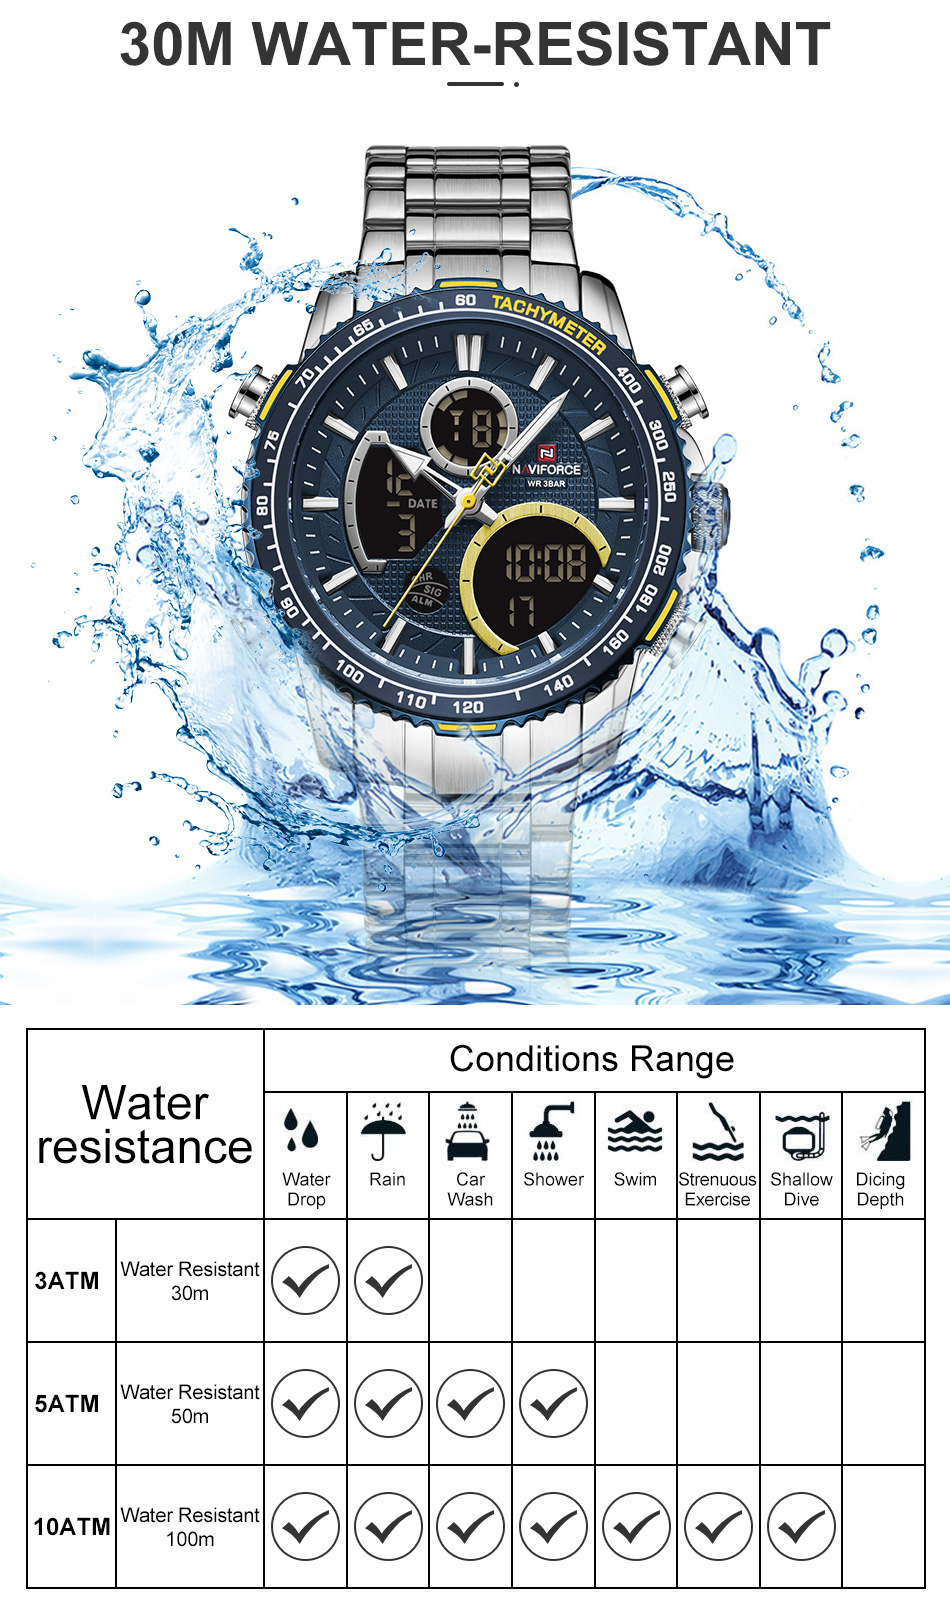 30M WATER-RESISTANT
60 TACHYMETER
65
70
400
75
300
18
250
NAVIFORCE
WR 3BAR
12
80
DATE
3
10:08
200
CHR
SIG
ALM
17
180
90
160
100
140
110
120
Water
resistance
Conditions Range
Water
Drop
Rain
Car
Wash
Shower
Swim
Strenuous
Exercise
Shallow
Dive
Dicing
Depth
3ATM
Water Resistant
30m
5ATM
Water Resistant
50m
10ATM
Water Resistant
100m